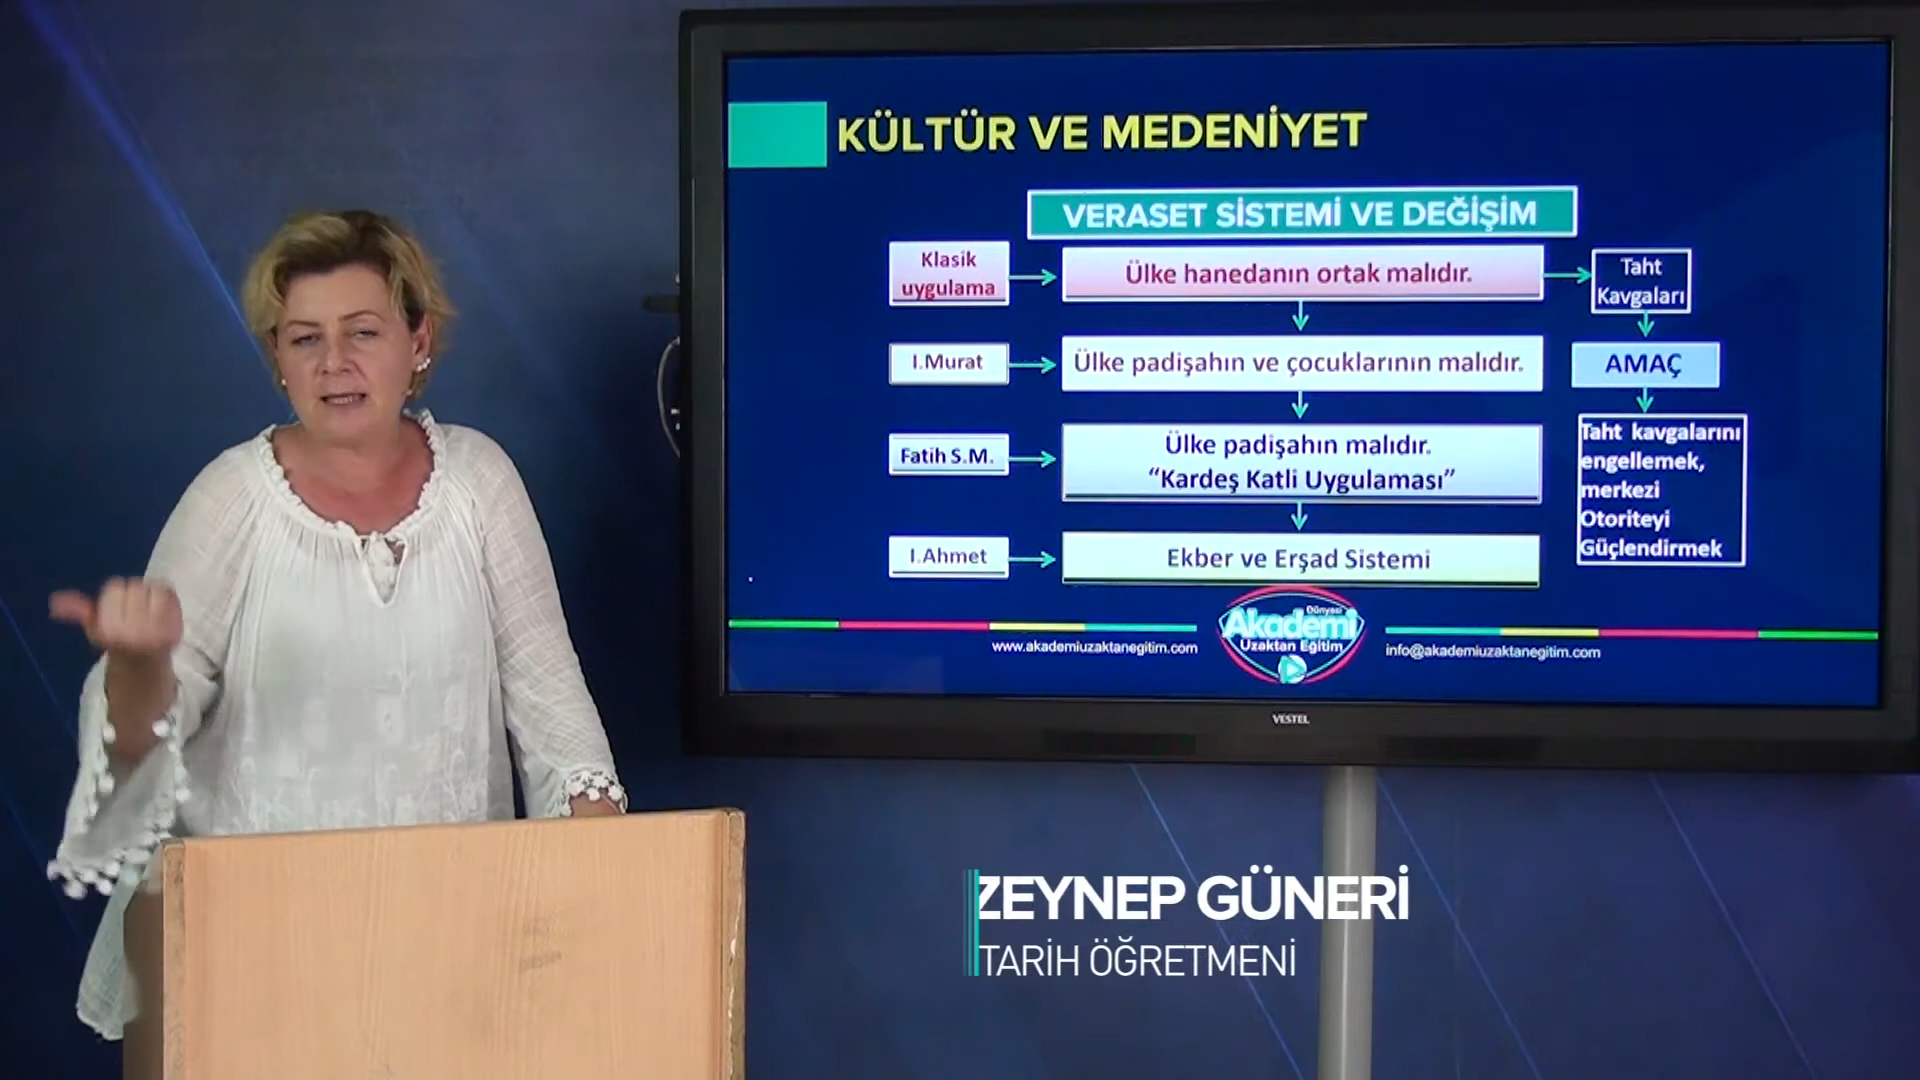 KÜLTÜR VE MEDENİYET
VERASET SİSTEMİ VE DEĞİŞİM
Klasik
uygulama
Ülke hanedanın ortak malıdır.
Taht
Kavgaları
I.Murat
Ülke padişahın ve çocuklarının malıdır.
AMAÇ
Fatih S.M.
Ülke padişahın malıdır.
“Kardeş Katli Uygulaması”
Taht kavgalarını
engellemek,
merkezi
Otoriteyi
Güçlendirmek
I.Ahmet
Ekber ve Erşad Sistemi
www.akademiuzaktanegitim.com
Dünyası
Akademi
Uzaktan Eğitim
info@akademiuzaktanegitim.com
VESTEL
ZEYNEP GÜNERİ
TARİH ÖĞRETMENİ